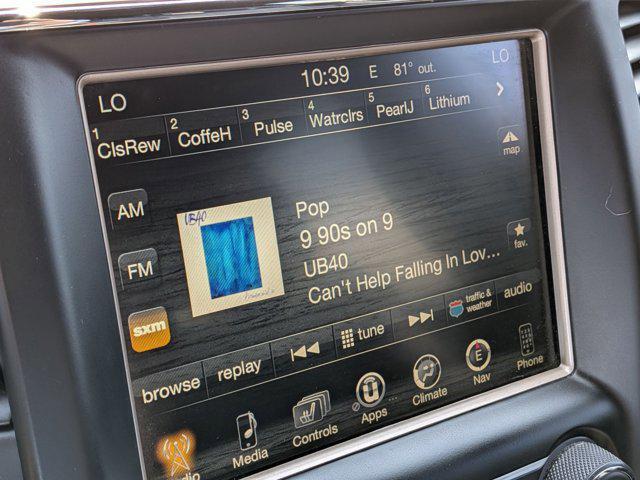 10:39 E 81° out.
LO LO
1 ClsRew 2 CoffeH 3 Pulse 4 Watrclrs 5 PearlJ 6 Lithium
map
AM
FM
sxm
UB40
Pop
9 90s on 9
UB40
Can't Help Falling In Lov...
fav.
browse replay tune traffic & weather audio
Media Controls Apps Climate E Nav Phone